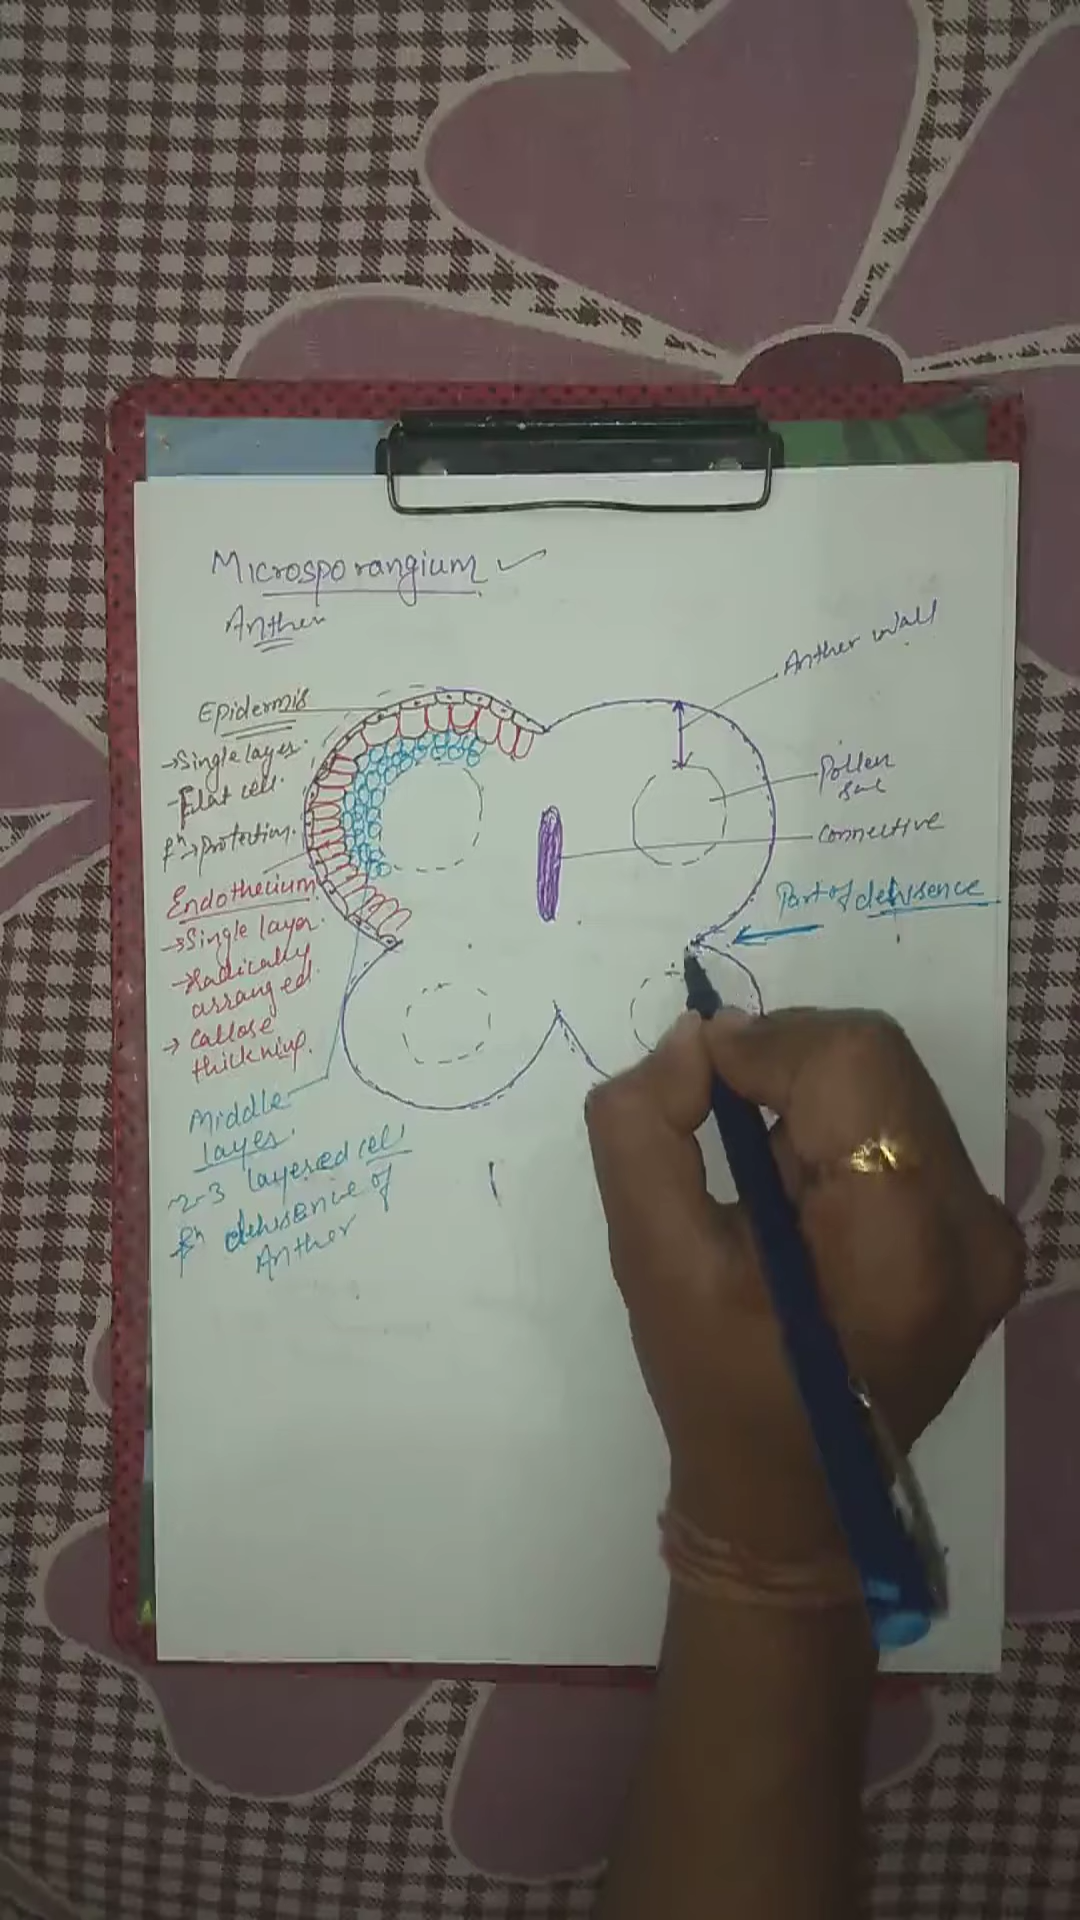 Microsporangium
Anther
Epidermis
→ Single layer.
- Flat cell.
fⁿ → Protection.
Endothecium
→ Single layer.
→ Radically
arranged.
→ Callose
thickning.
Middle
layer.
~2-3 layered cell
fⁿ dehisence of
Anther
Anther wall
Pollen
sac
Connective
Part of dehisence